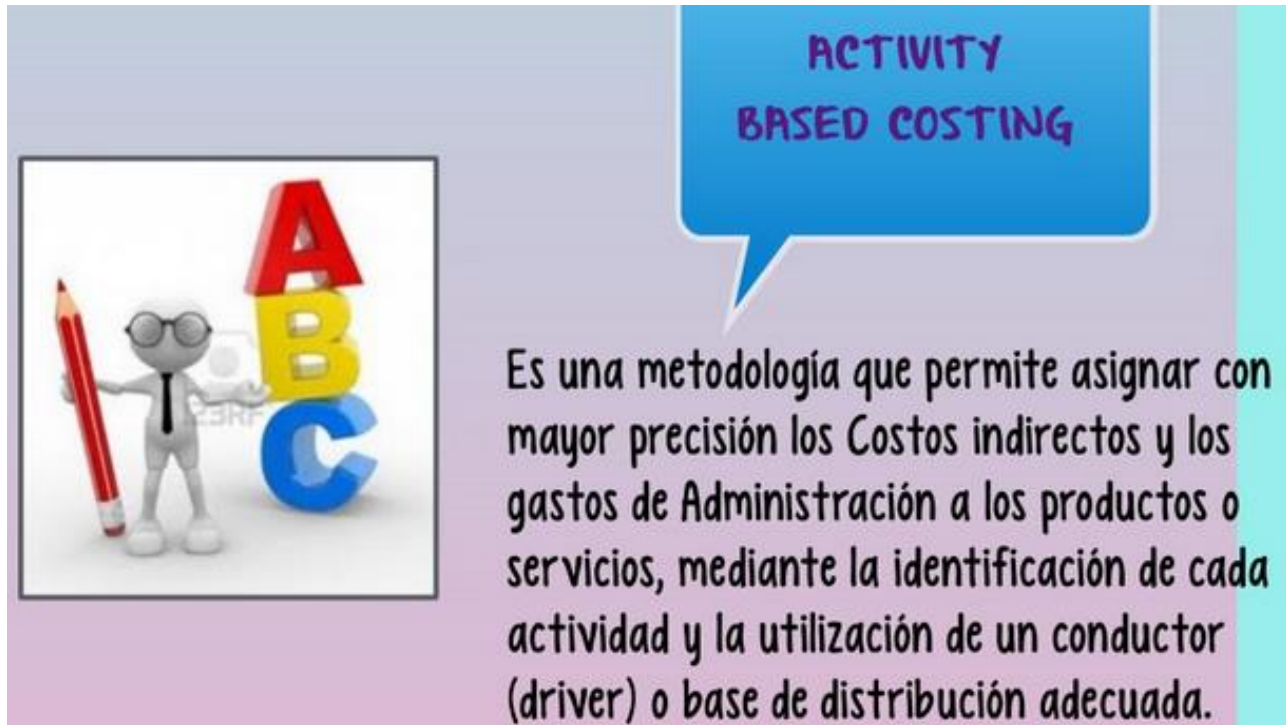 ACTIVITY
BASED COSTING
A
B
C
123RF
Es una metodología que permite asignar con
mayor precisión los Costos indirectos y los
gastos de Administración a los productos o
servicios, mediante la identificación de cada
actividad y la utilización de un conductor
(driver) o base de distribución adecuada.